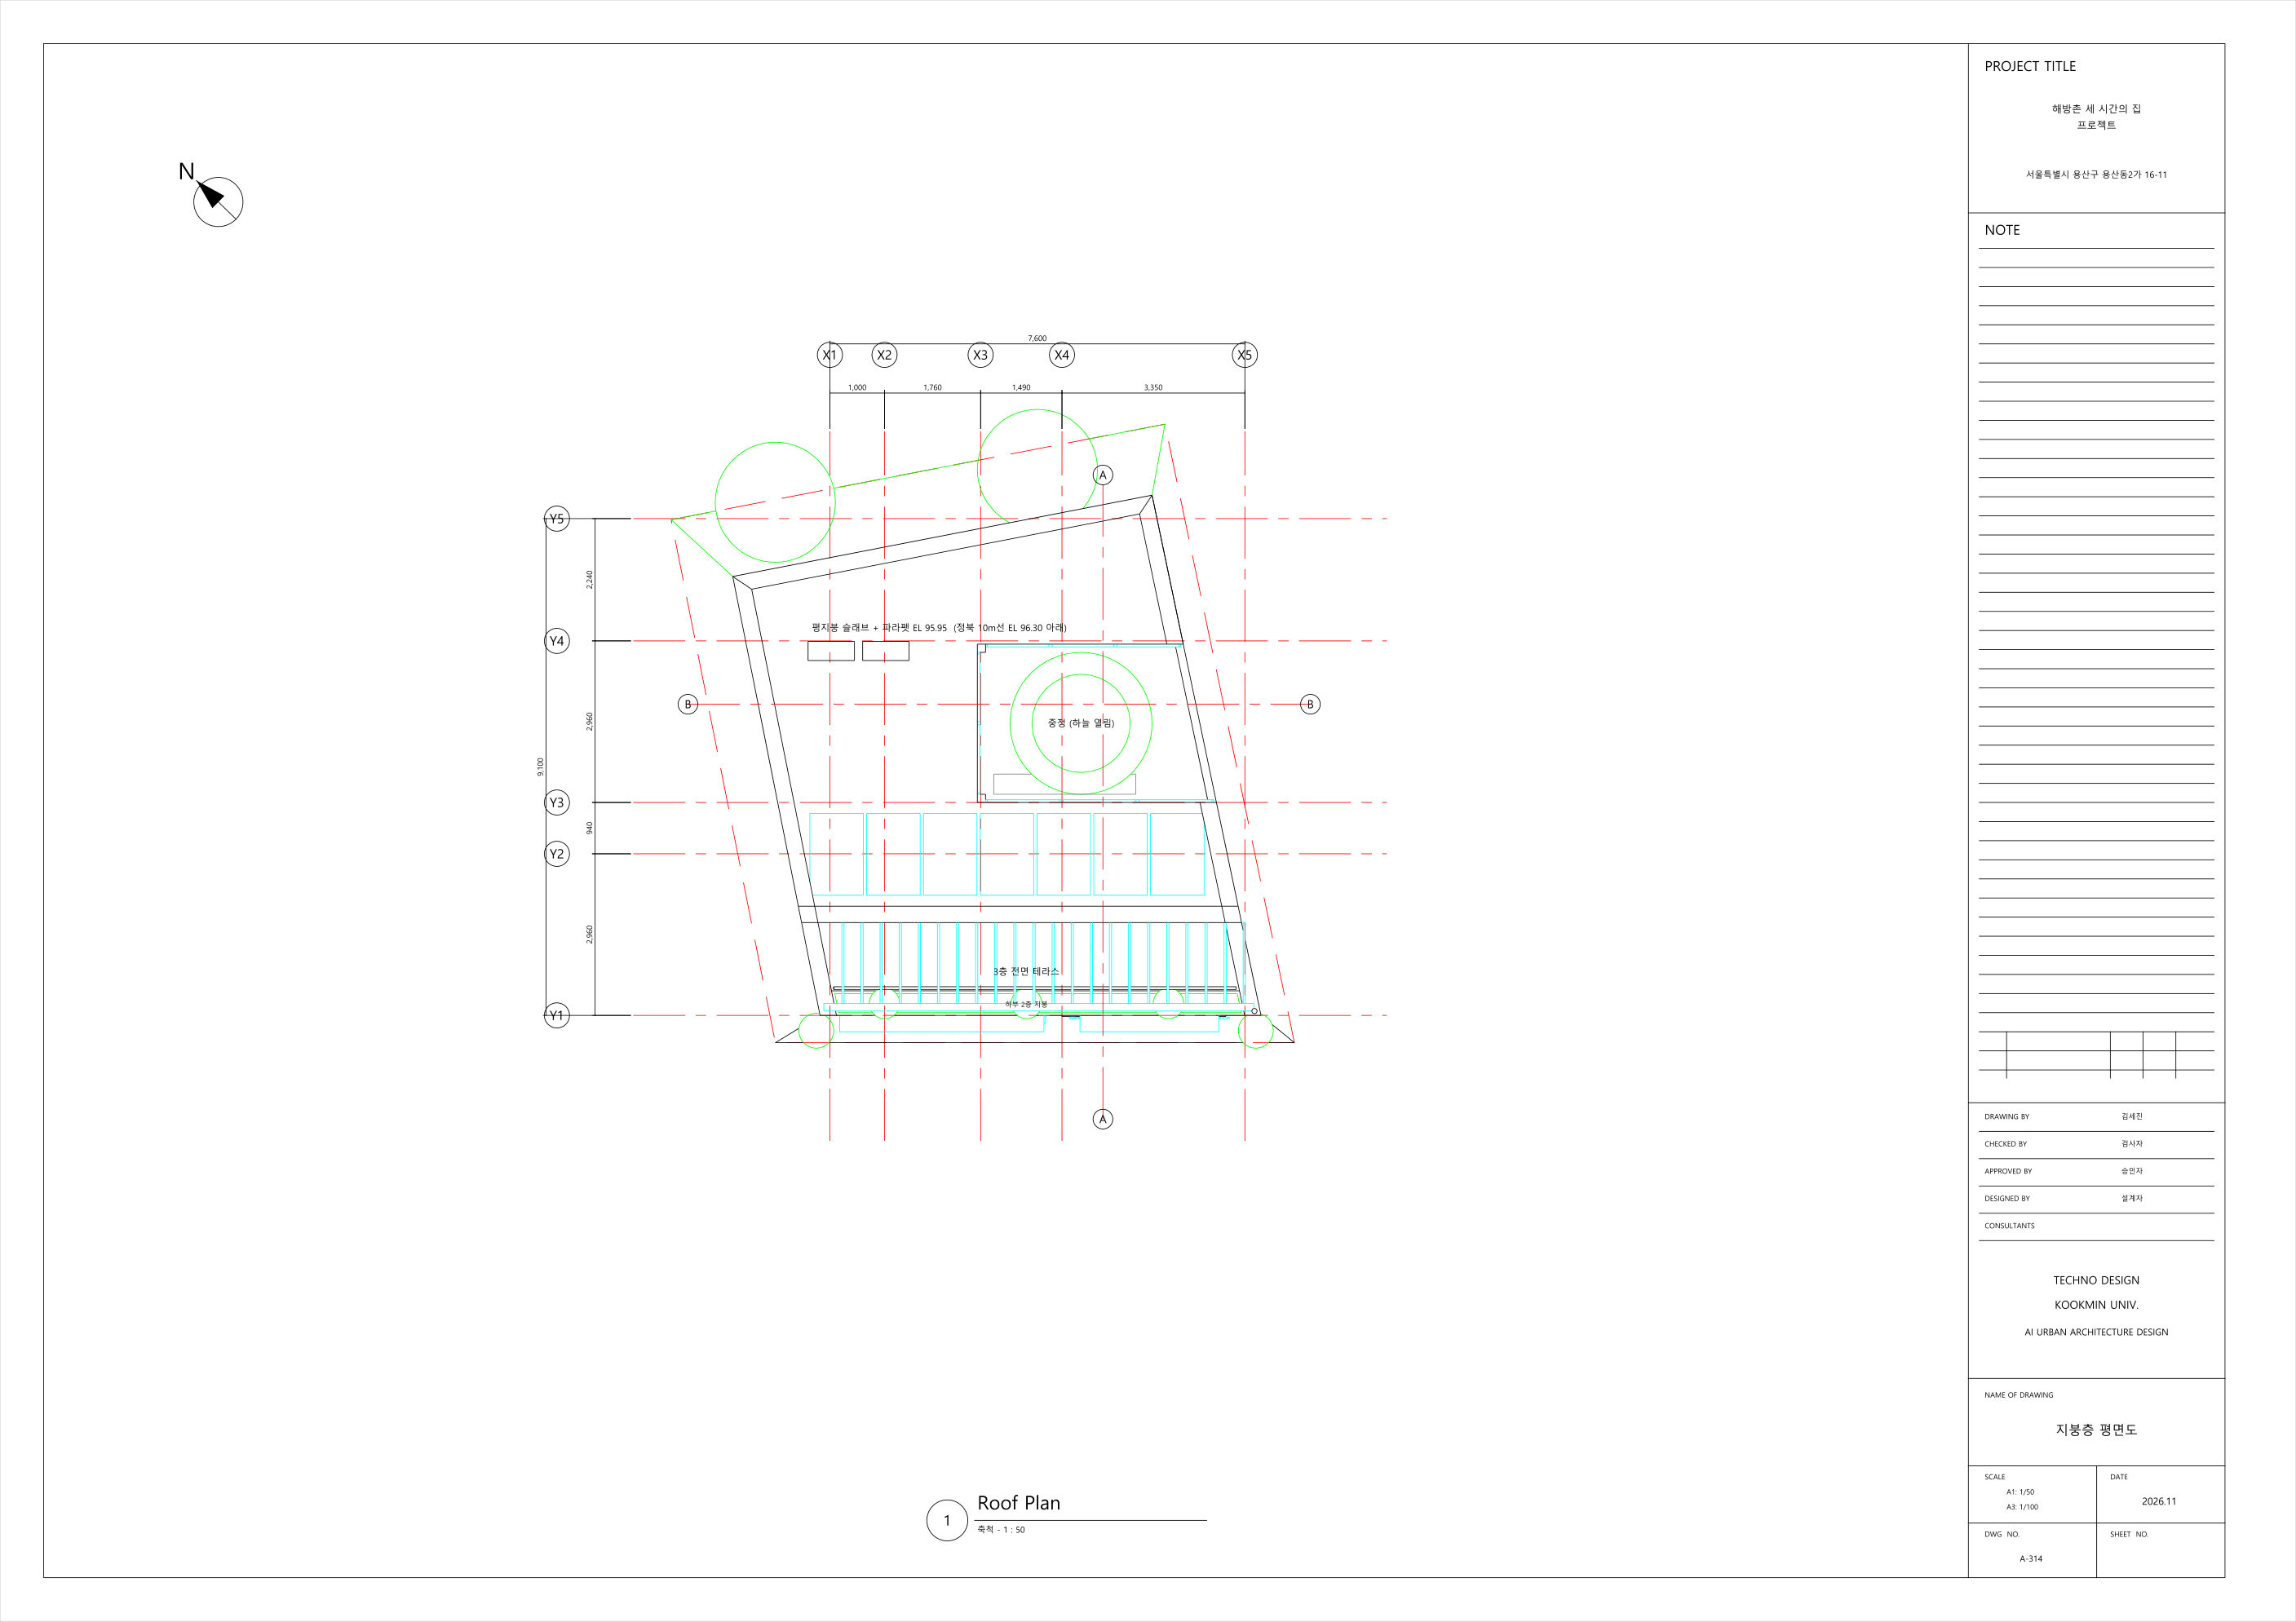 N
7,600
X1 X2 X3 X4 X5
1,000 1,760 1,490 3,350
A
Y5
2,240
Y4
평지붕 슬래브 + 파라펫 EL 95.95 (정북 10m선 EL 96.30 아래)
B B
중정 (하늘 열림)
2,960
9,100
Y3
940
Y2
2,960
3층 전면 테라스
하부 2층 지붕
Y1
A
1
Roof Plan
축척 - 1 : 50
PROJECT TITLE
해방촌 세 시간의 집
프로젝트
서울특별시 용산구 용산동2가 16-11
NOTE
DRAWING BY 김세진
CHECKED BY 검사자
APPROVED BY 승인자
DESIGNED BY 설계자
CONSULTANTS
TECHNO DESIGN
KOOKMIN UNIV.
AI URBAN ARCHITECTURE DESIGN
NAME OF DRAWING
지붕층 평면도
SCALE
A1: 1/50
A3: 1/100
DATE
2026.11
DWG NO.
A-314
SHEET NO.